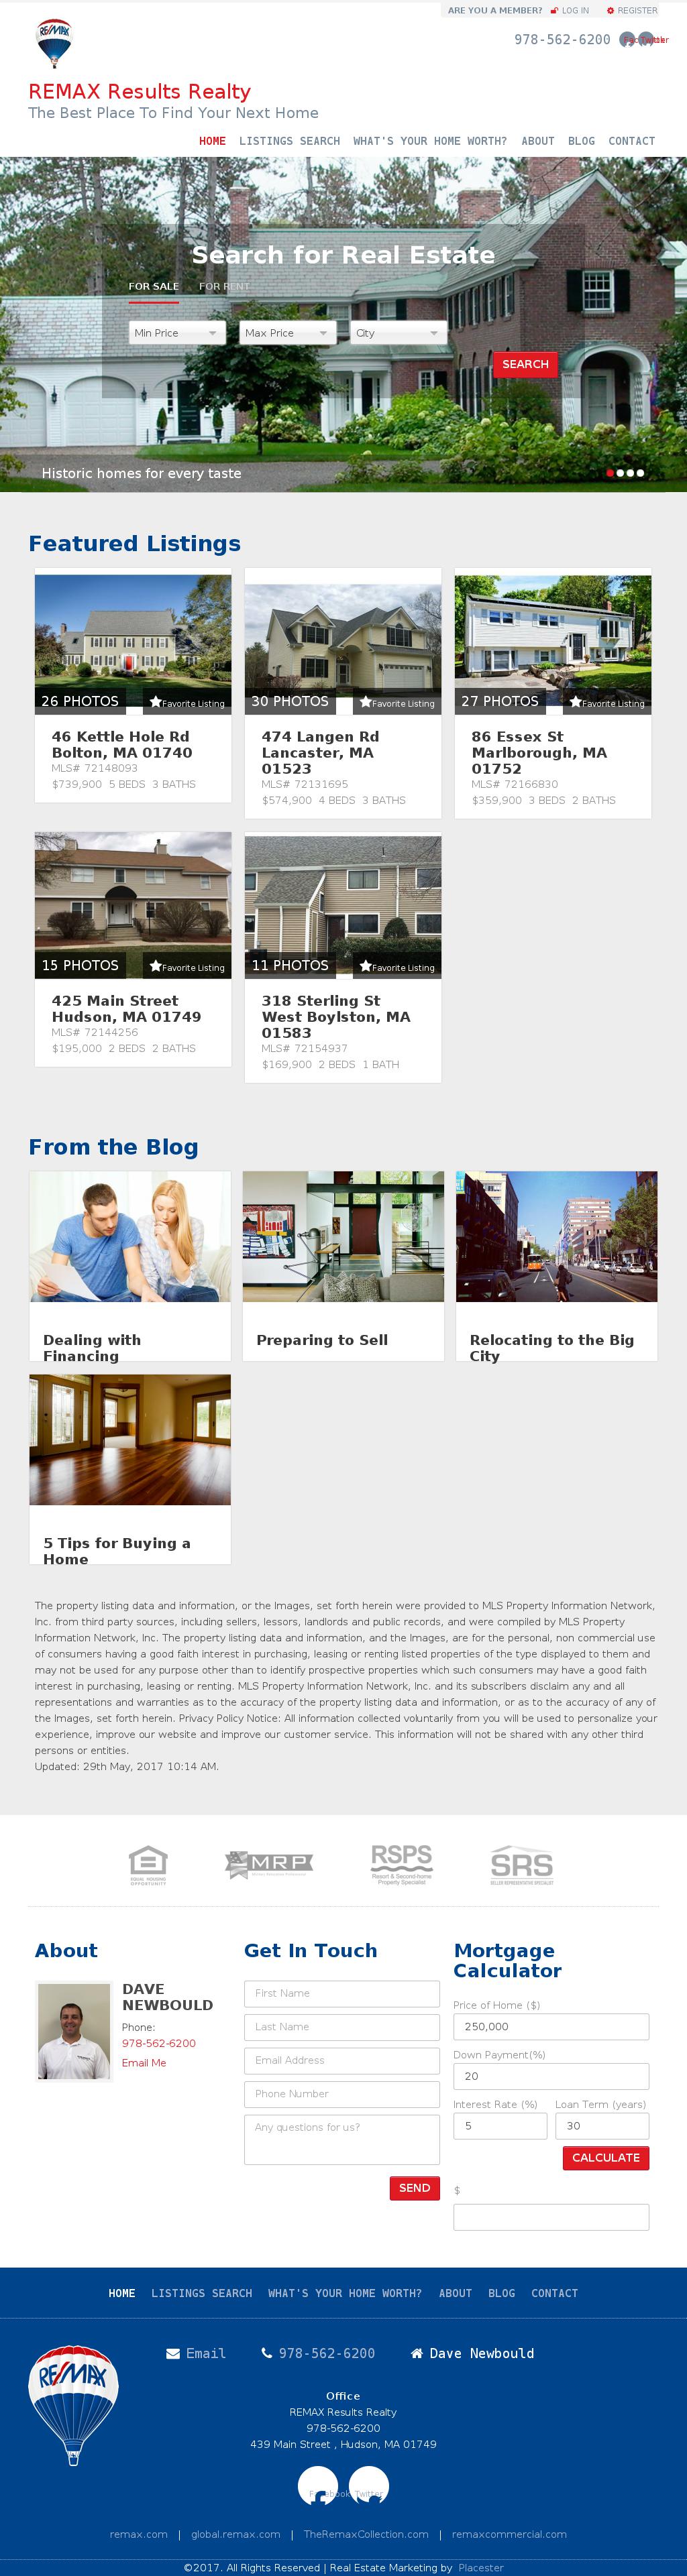 ARE YOU A MEMBER? LOG IN REGISTER
RE/MAX
978-562-6200
REMAX Results Realty
The Best Place To Find Your Next Home
HOME LISTINGS SEARCH WHAT'S YOUR HOME WORTH? ABOUT BLOG CONTACT
Search for Real Estate
FOR SALE FOR RENT
Min Price Max Price City
SEARCH
Historic homes for every taste
Featured Listings
26 PHOTOS Favorite Listing
46 Kettle Hole Rd
Bolton, MA 01740
MLS# 72148093
$739,900 5 BEDS 3 BATHS
30 PHOTOS Favorite Listing
474 Langen Rd
Lancaster, MA
01523
MLS# 72131695
$574,900 4 BEDS 3 BATHS
27 PHOTOS Favorite Listing
86 Essex St
Marlborough, MA
01752
MLS# 72166830
$359,900 3 BEDS 2 BATHS
15 PHOTOS Favorite Listing
425 Main Street
Hudson, MA 01749
MLS# 72144256
$195,000 2 BEDS 2 BATHS
11 PHOTOS Favorite Listing
318 Sterling St
West Boylston, MA
01583
MLS# 72154937
$169,900 2 BEDS 1 BATH
From the Blog
Dealing with
Financing
Preparing to Sell
Relocating to the Big
City
5 Tips for Buying a
Home
The property listing data and information, or the Images, set forth herein were provided to MLS Property Information Network,
Inc. from third party sources, including sellers, lessors, landlords and public records, and were compiled by MLS Property
Information Network, Inc. The property listing data and information, and the Images, are for the personal, non commercial use
of consumers having a good faith interest in purchasing, leasing or renting listed properties of the type displayed to them and
may not be used for any purpose other than to identify prospective properties which such consumers may have a good faith
interest in purchasing, leasing or renting. MLS Property Information Network, Inc. and its subscribers disclaim any and all
representations and warranties as to the accuracy of the property listing data and information, or as to the accuracy of any of
the Images, set forth herein. Privacy Policy Notice: All information collected voluntarily from you will be used to personalize your
experience, improve our website and improve our customer service. This information will not be shared with any other third
persons or entities.
Updated: 29th May, 2017 10:14 AM.
EQUAL HOUSING
OPPORTUNITY
MRP
RSPS
Resort & Second-home
Property Specialist
SRS
SELLER REPRESENTATIVE SPECIALIST
About
DAVE
NEWBOULD
Phone:
978-562-6200
Email Me
Get In Touch
First Name
Last Name
Email Address
Phone Number
Any questions for us?
SEND
Mortgage
Calculator
Price of Home ($)
250,000
Down Payment(%)
20
Interest Rate (%) Loan Term (years)
5 30
CALCULATE
$
HOME LISTINGS SEARCH WHAT'S YOUR HOME WORTH? ABOUT BLOG CONTACT
RE/MAX
Email 978-562-6200 Dave Newbould
Office
REMAX Results Realty
978-562-6200
439 Main Street , Hudson, MA 01749
Facebook Twitter
remax.com | global.remax.com | TheRemaxCollection.com | remaxcommercial.com
©2017. All Rights Reserved | Real Estate Marketing by Placester